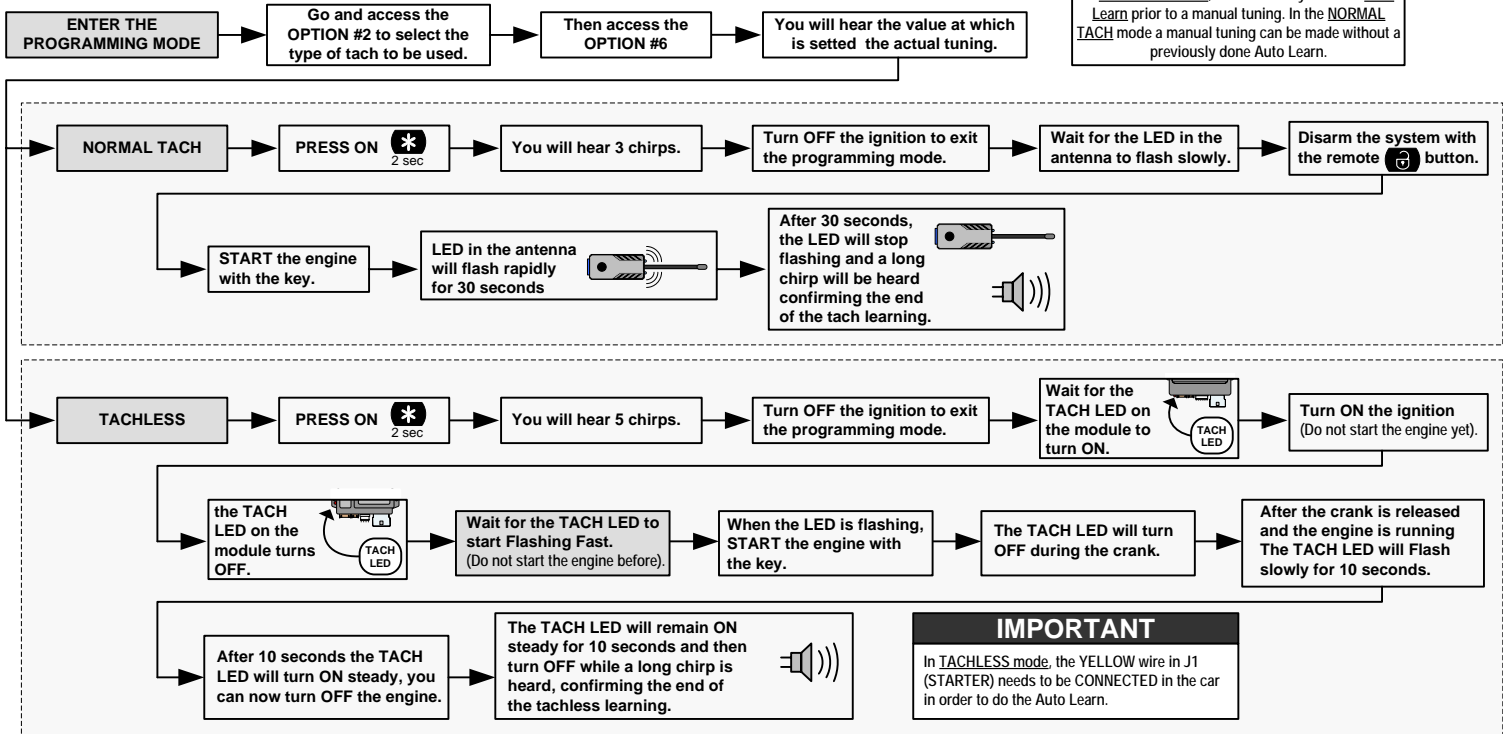 ENTER THE
PROGRAMMING MODE
Go and access the
OPTION #2 to select the
type of tach to be used.
Then access the
OPTION #6
You will hear the value at which
is setted the actual tuning.
Learn prior to a manual tuning. In the NORMAL
TACH mode a manual tuning can be made without a
previously done Auto Learn.
NORMAL TACH
PRESS ON
2 sec
You will hear 3 chirps.
Turn OFF the ignition to exit
the programming mode.
Wait for the LED in the
antenna to flash slowly.
Disarm the system with
the remote button.
START the engine
with the key.
LED in the antenna
will flash rapidly
for 30 seconds
After 30 seconds,
the LED will stop
flashing and a long
chirp will be heard
confirming the end
of the tach learning.
TACHLESS
PRESS ON
2 sec
You will hear 5 chirps.
Turn OFF the ignition to exit
the programming mode.
Wait for the
TACH LED on
the module to
turn ON.
TACH
LED
Turn ON the ignition
(Do not start the engine yet).
the TACH
LED on the
module turns
OFF.
TACH
LED
Wait for the TACH LED to
start Flashing Fast.
(Do not start the engine before).
When the LED is flashing,
START the engine with
the key.
The TACH LED will turn
OFF during the crank.
After the crank is released
and the engine is running
The TACH LED will Flash
slowly for 10 seconds.
After 10 seconds the TACH
LED will turn ON steady, you
can now turn OFF the engine.
The TACH LED will remain ON
steady for 10 seconds and then
turn OFF while a long chirp is
heard, confirming the end of
the tachless learning.
IMPORTANT
In TACHLESS mode, the YELLOW wire in J1
(STARTER) needs to be CONNECTED in the car
in order to do the Auto Learn.